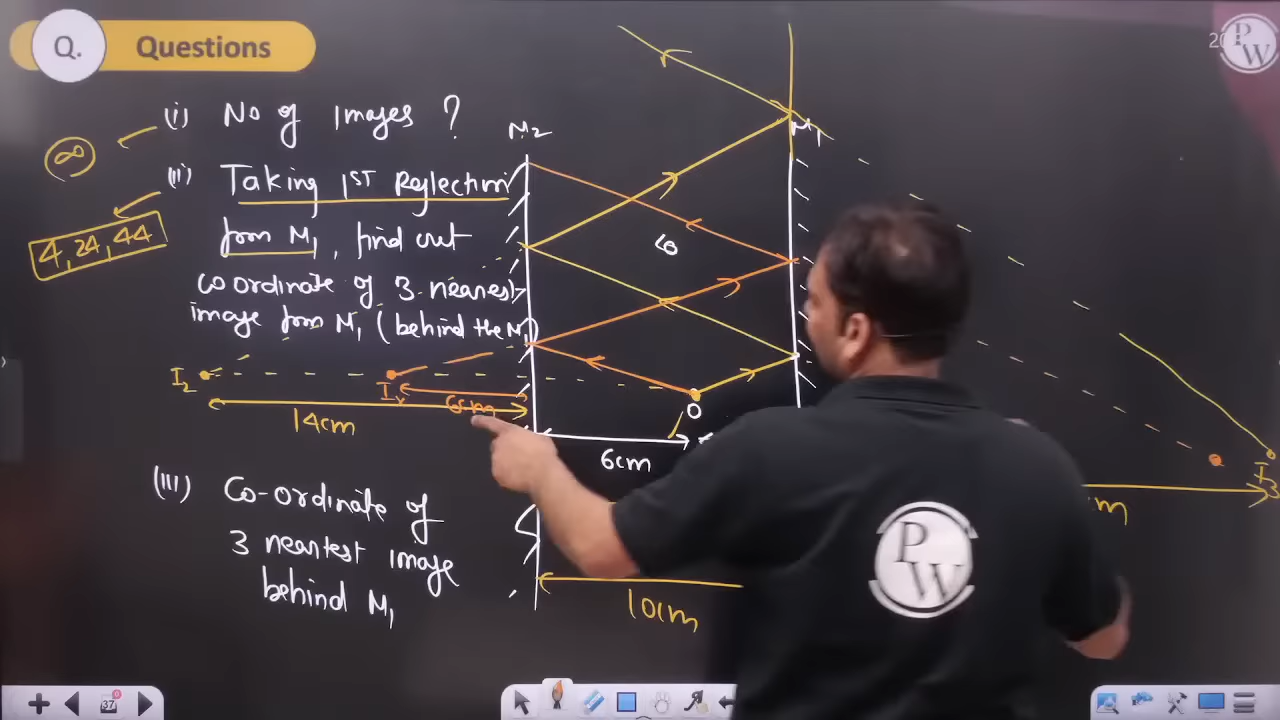 Q. Questions
(i) No of images ?
∞
(ii) Taking 1ST Reflection
from M1, find out
4, 24, 44
co ordinate of 3 nearest
image from M1 (behind the M1)
M2
M1
I2
I1
6cm
14cm
O
6cm
I3
(iii) Co-ordinate of
3 neartest image
behind M1
10cm
P
W
P
W
37